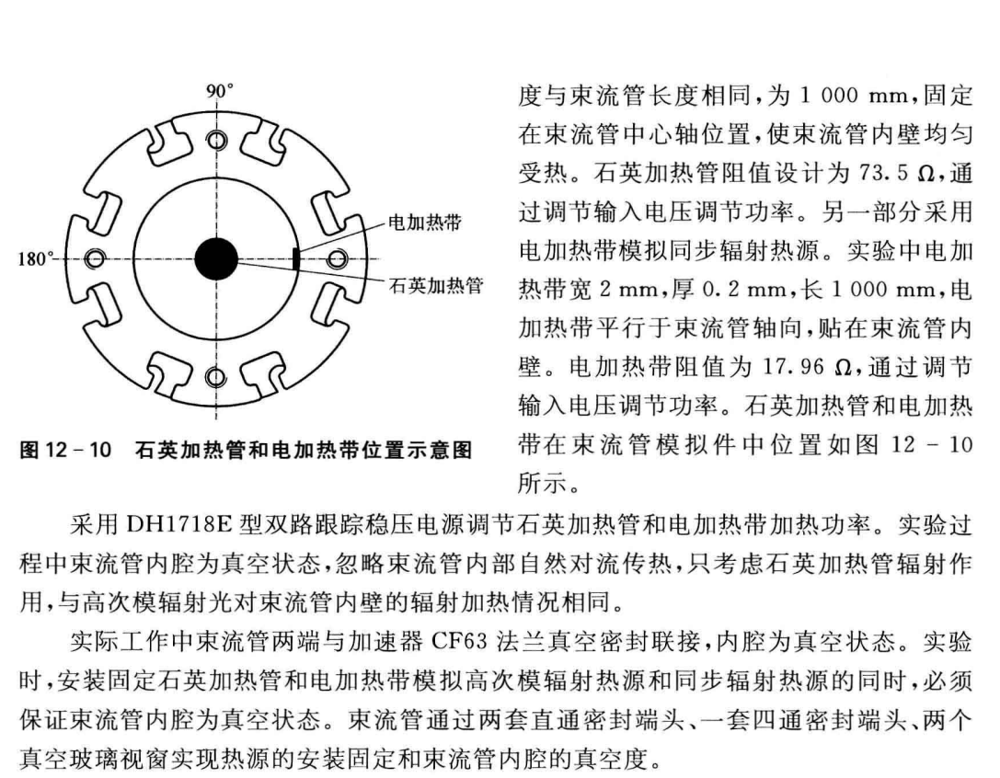 90°
180°
电加热带
石英加热管
图 12－10 石英加热管和电加热带位置示意图
度与束流管长度相同,为 1 000 mm,固定
在束流管中心轴位置,使束流管内壁均匀
受热。石英加热管阻值设计为 73.5 Ω,通
过调节输入电压调节功率。另一部分采用
电加热带模拟同步辐射热源。实验中电加
热带宽 2 mm,厚 0.2 mm,长 1 000 mm,电
加热带平行于束流管轴向,贴在束流管内
壁。电加热带阻值为 17.96 Ω,通过调节
输入电压调节功率。石英加热管和电加热
带在束流管模拟件中位置如图 12－10
所示。
采用 DH1718E 型双路跟踪稳压电源调节石英加热管和电加热带加热功率。实验过
程中束流管内腔为真空状态,忽略束流管内部自然对流传热,只考虑石英加热管辐射作
用,与高次模辐射光对束流管内壁的辐射加热情况相同。
实际工作中束流管两端与加速器 CF63 法兰真空密封联接,内腔为真空状态。实验
时,安装固定石英加热管和电加热带模拟高次模辐射热源和同步辐射热源的同时,必须
保证束流管内腔为真空状态。束流管通过两套直通密封端头、一套四通密封端头、两个
真空玻璃视窗实现热源的安装固定和束流管内腔的真空度。